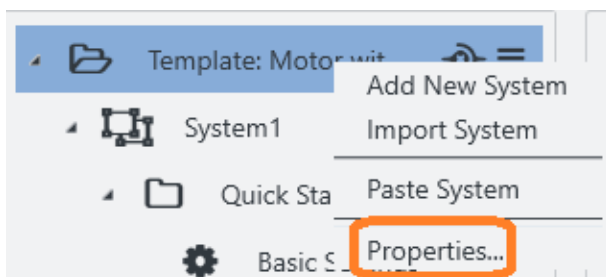 Template: Motor wit
Add New System
System1
Import System
Quick Sta
Paste System
Basic S
Properties...